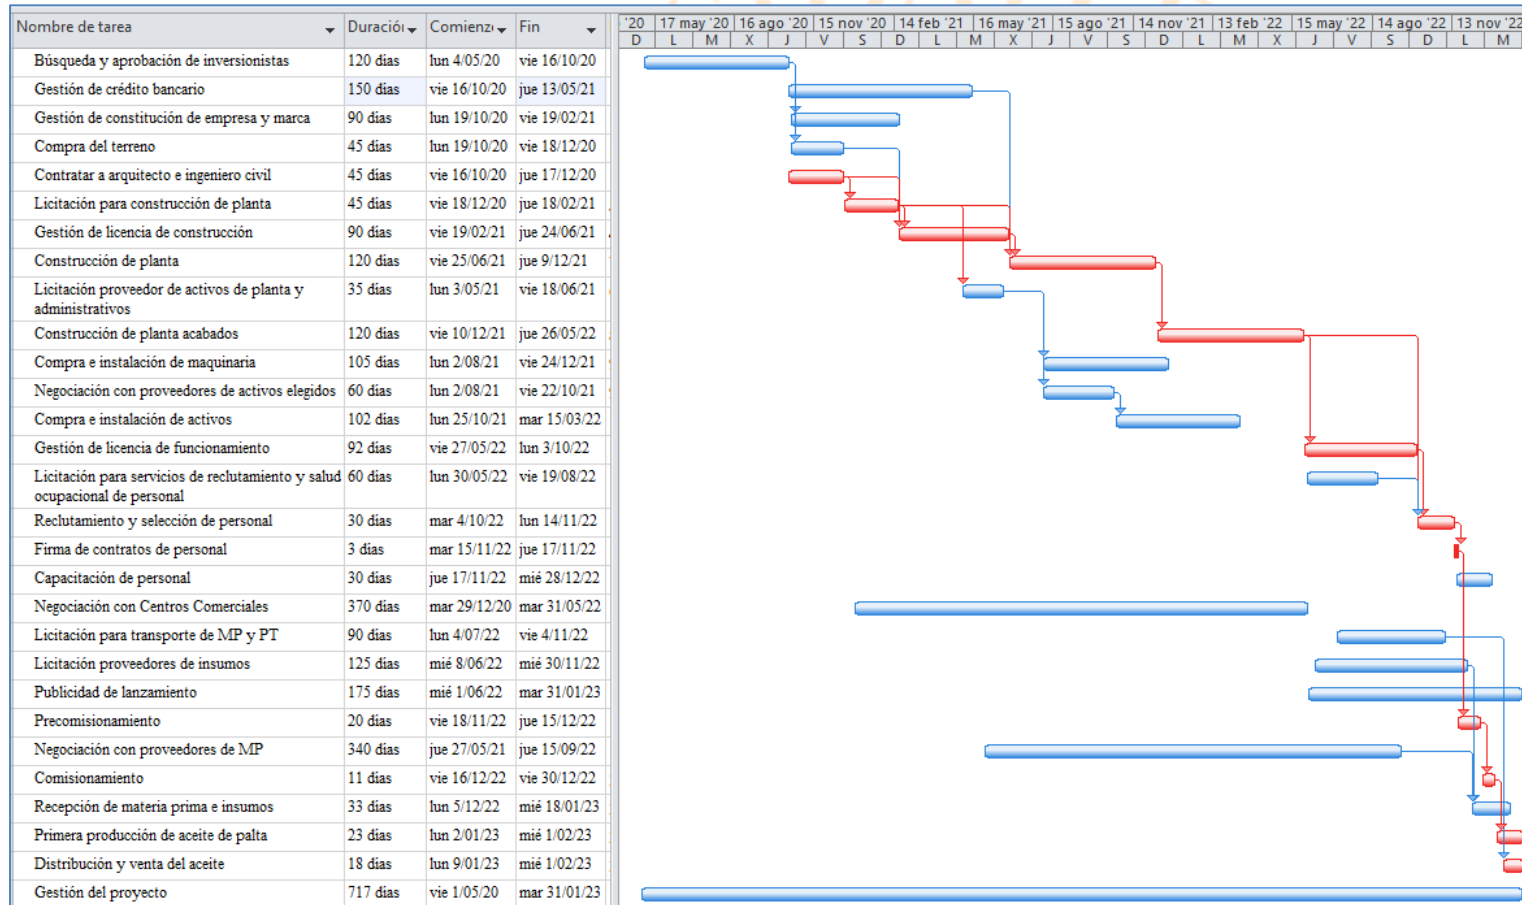 Nombre de tarea Duración Comienzo Fin '20 17 may '20 16 ago '20 15 nov '20 14 feb '21 16 may '21 15 ago '21 14 nov '21 13 feb '22 15 may '22 14 ago '22 13 nov '22
D L M X J V S D L M X J V S D L M X J V S D L M
Búsqueda y aprobación de inversionistas 120 días lun 4/05/20 vie 16/10/20
Gestión de crédito bancario 150 días vie 16/10/20 jue 13/05/21
Gestión de constitución de empresa y marca 90 días lun 19/10/20 vie 19/02/21
Compra del terreno 45 días lun 19/10/20 vie 18/12/20
Contratar a arquitecto e ingeniero civil 45 días vie 16/10/20 jue 17/12/20
Licitación para construcción de planta 45 días vie 18/12/20 jue 18/02/21
Gestión de licencia de construcción 90 días vie 19/02/21 jue 24/06/21
Construcción de planta 120 días vie 25/06/21 jue 9/12/21
Licitación proveedor de activos de planta y 35 días lun 3/05/21 vie 18/06/21
administrativos
Construcción de planta acabados 120 días vie 10/12/21 jue 26/05/22
Compra e instalación de maquinaria 105 días lun 2/08/21 vie 24/12/21
Negociación con proveedores de activos elegidos 60 días lun 2/08/21 vie 22/10/21
Compra e instalación de activos 102 días lun 25/10/21 mar 15/03/22
Gestión de licencia de funcionamiento 92 días vie 27/05/22 lun 3/10/22
Licitación para servicios de reclutamiento y salud 60 días lun 30/05/22 vie 19/08/22
ocupacional de personal
Reclutamiento y selección de personal 30 días mar 4/10/22 lun 14/11/22
Firma de contratos de personal 3 días mar 15/11/22 jue 17/11/22
Capacitación de personal 30 días jue 17/11/22 mié 28/12/22
Negociación con Centros Comerciales 370 días mar 29/12/20 mar 31/05/22
Licitación para transporte de MP y PT 90 días lun 4/07/22 vie 4/11/22
Licitación proveedores de insumos 125 días mié 8/06/22 mié 30/11/22
Publicidad de lanzamiento 175 días mié 1/06/22 mar 31/01/23
Precomisionamiento 20 días vie 18/11/22 jue 15/12/22
Negociación con proveedores de MP 340 días jue 27/05/21 jue 15/09/22
Comisionamiento 11 días vie 16/12/22 vie 30/12/22
Recepción de materia prima e insumos 33 días lun 5/12/22 mié 18/01/23
Primera producción de aceite de palta 23 días lun 2/01/23 mié 1/02/23
Distribución y venta del aceite 18 días lun 9/01/23 mié 1/02/23
Gestión del proyecto 717 días vie 1/05/20 mar 31/01/23